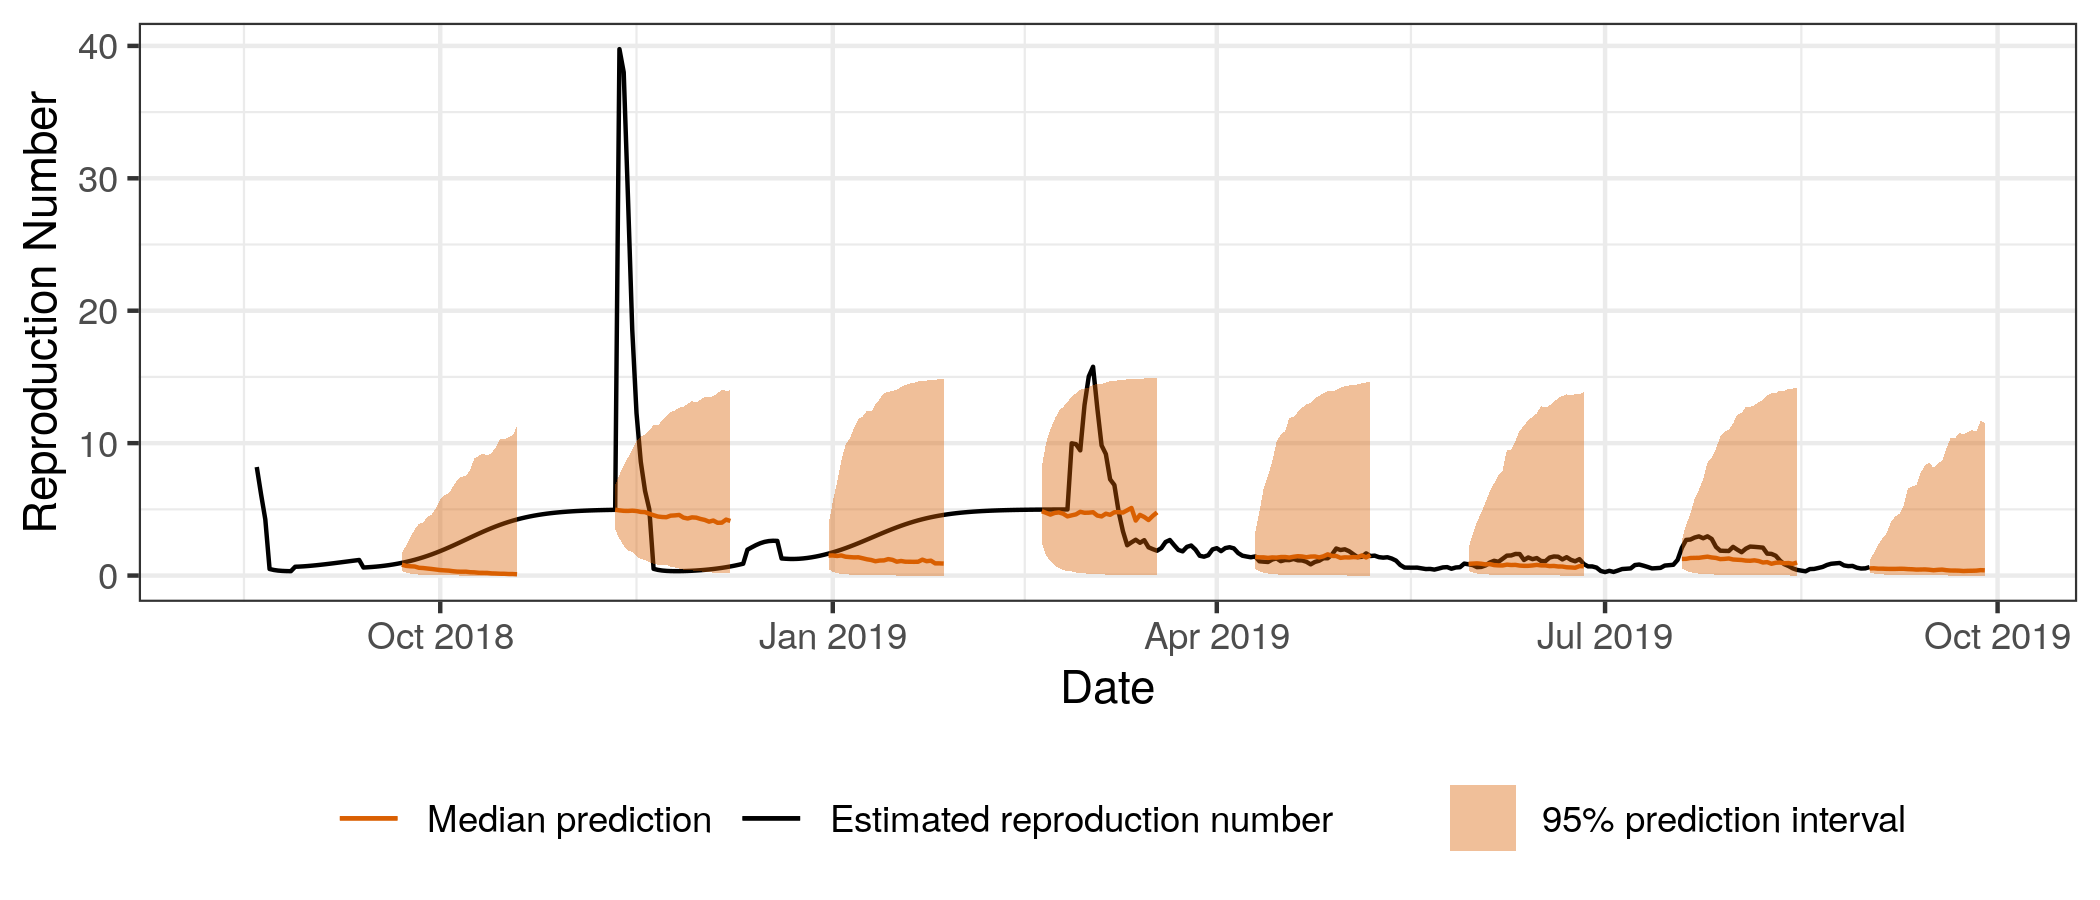 Reproduction Number
40
30
20
10
0
Oct 2018
Jan 2019
Apr 2019
Jul 2019
Oct 2019
Date
Median prediction
Estimated reproduction number
95% prediction interval